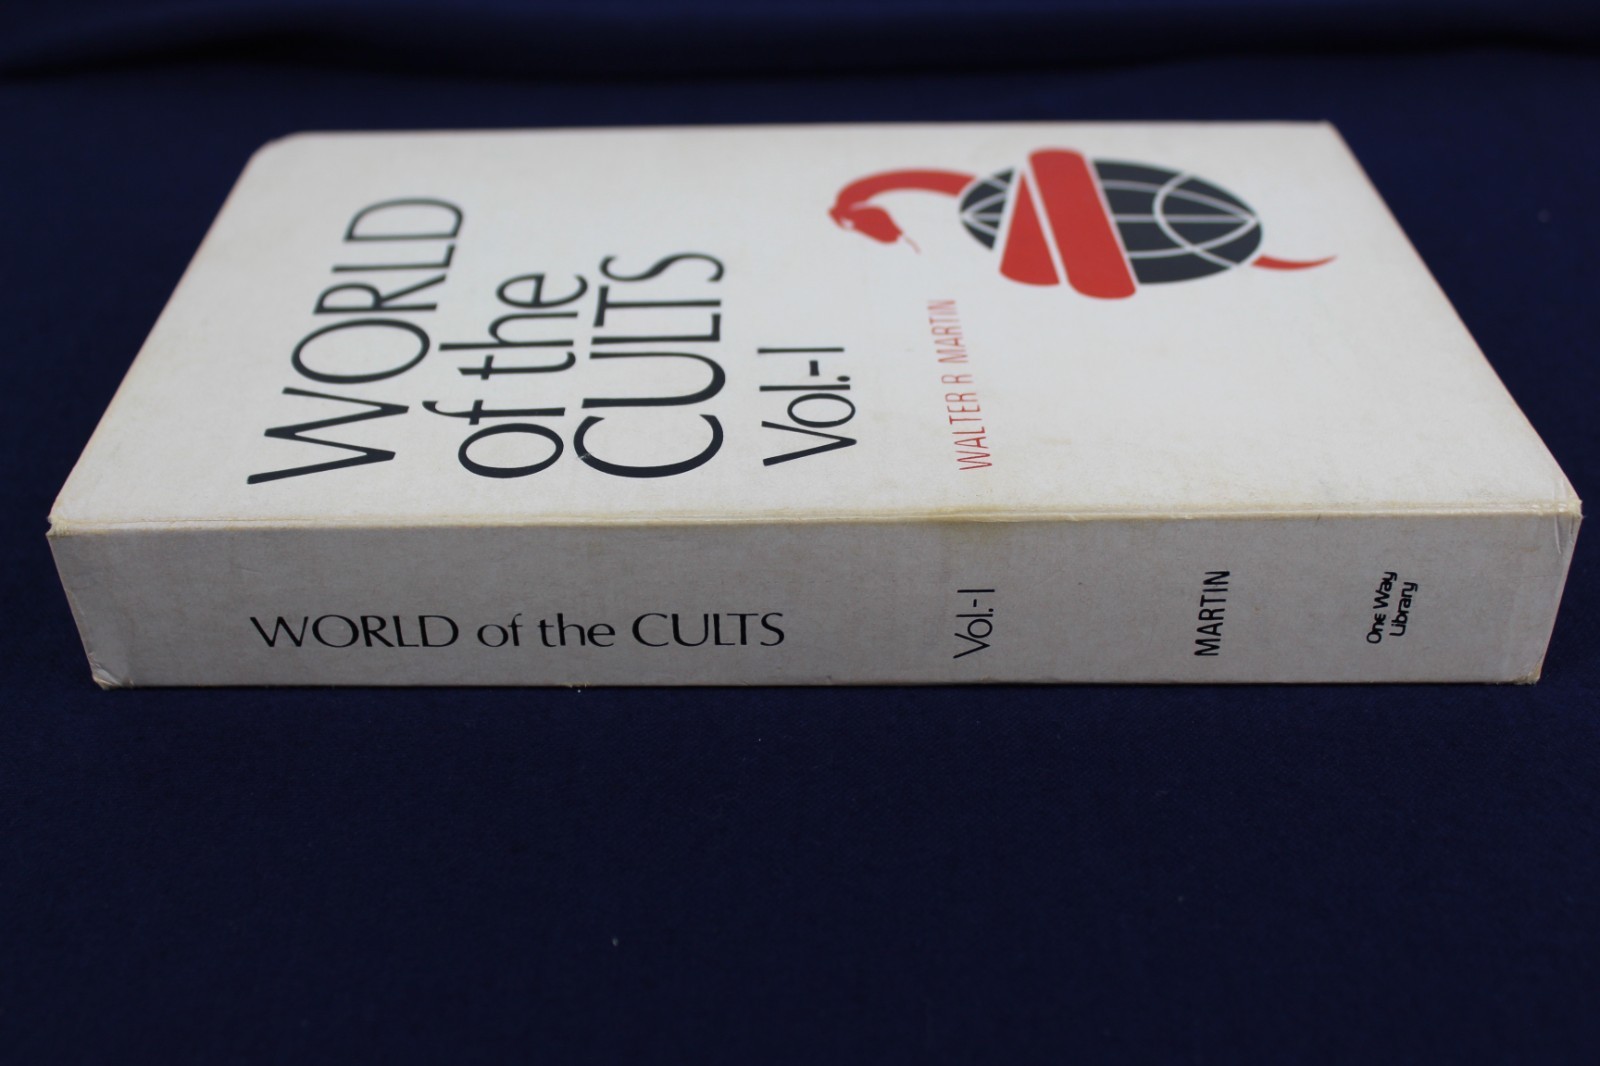 WORLD
of the
CULTS
Vol.-I
WALTER R MARTIN
WORLD of the CULTS
Vol.-I
MARTIN
One Way
Library